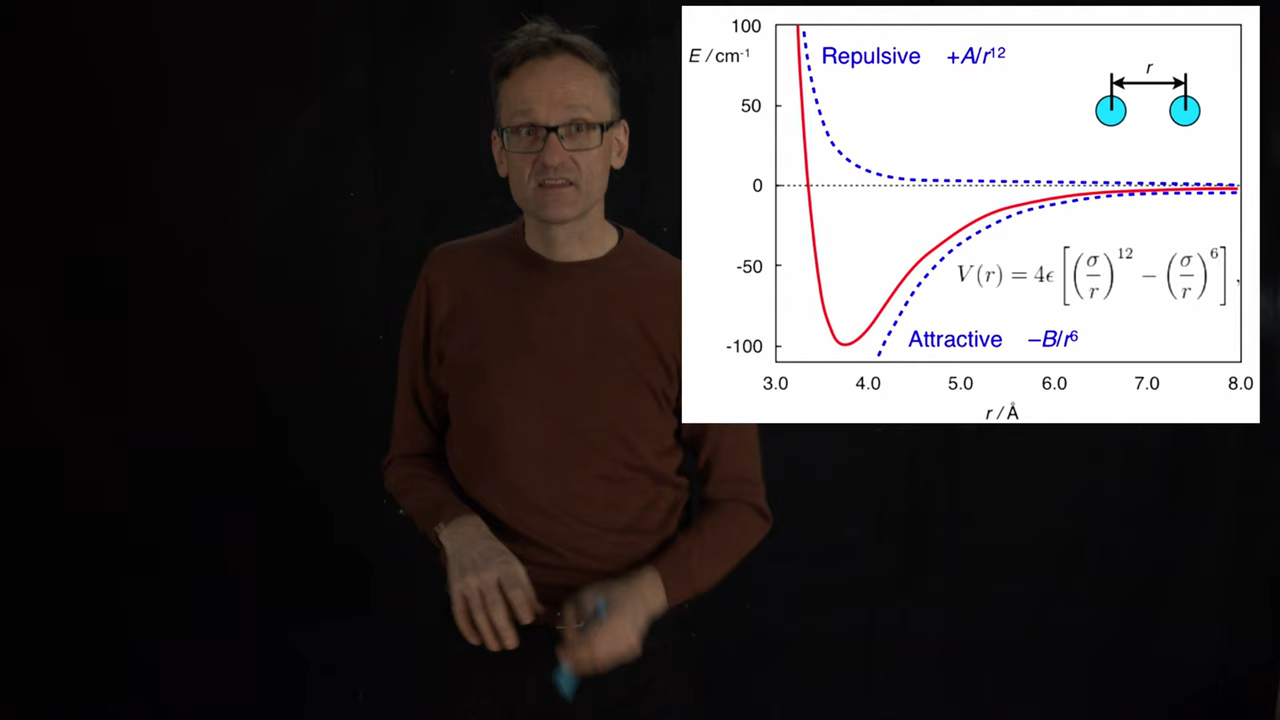 100
E / cm⁻¹
Repulsive +A/r¹²
r
50
0
-50
V(r) = 4ϵ [(σ/r)¹² − (σ/r)⁶],
-100
Attractive −B/r⁶
3.0 4.0 5.0 6.0 7.0 8.0
r / Å